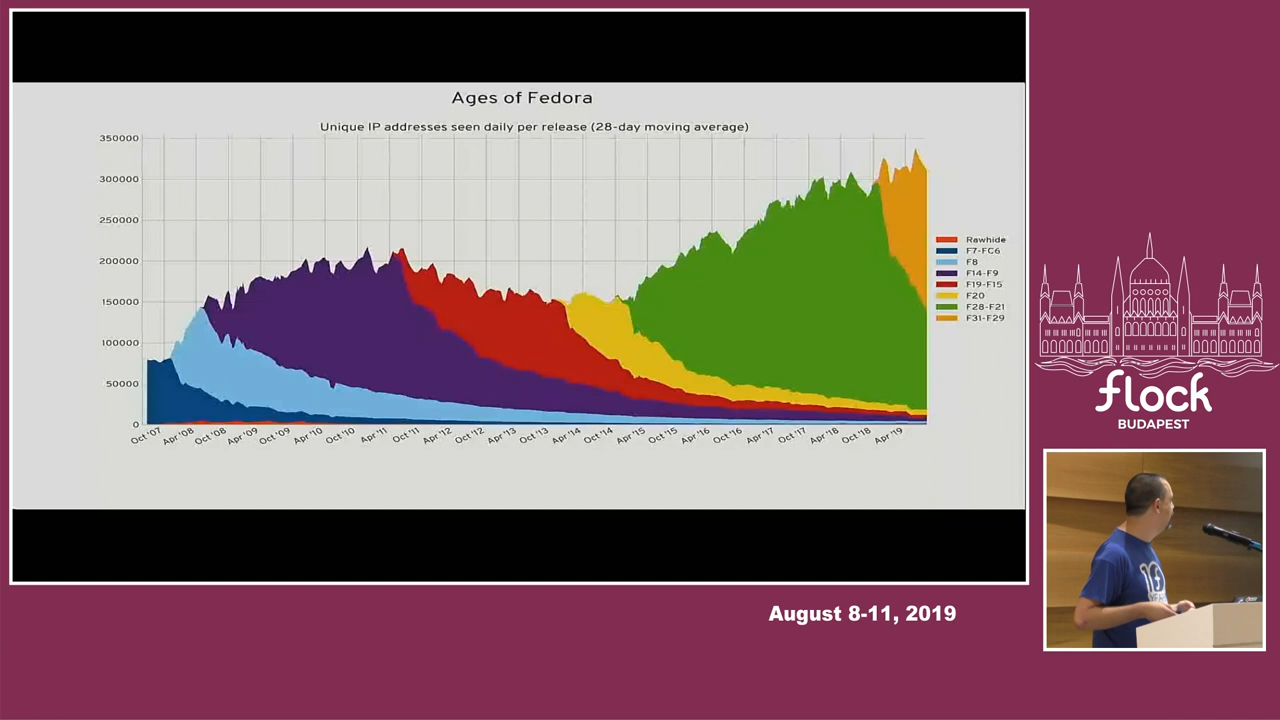 Ages of Fedora
Unique IP addresses seen daily per release (28-day moving average)
350000
300000
250000
200000
150000
100000
50000
0
Oct '07
Apr '08
Oct '08
Apr '09
Oct '09
Apr '10
Oct '10
Apr '11
Oct '11
Apr '12
Oct '12
Apr '13
Oct '13
Apr '14
Oct '14
Apr '15
Oct '15
Apr '16
Oct '16
Apr '17
Oct '17
Apr '18
Oct '18
Apr '19
Rawhide
F7-FC6
F8
F14-F9
F19-F15
F20
F28-F21
F31-F29
flock
BUDAPEST
10
August 8-11, 2019